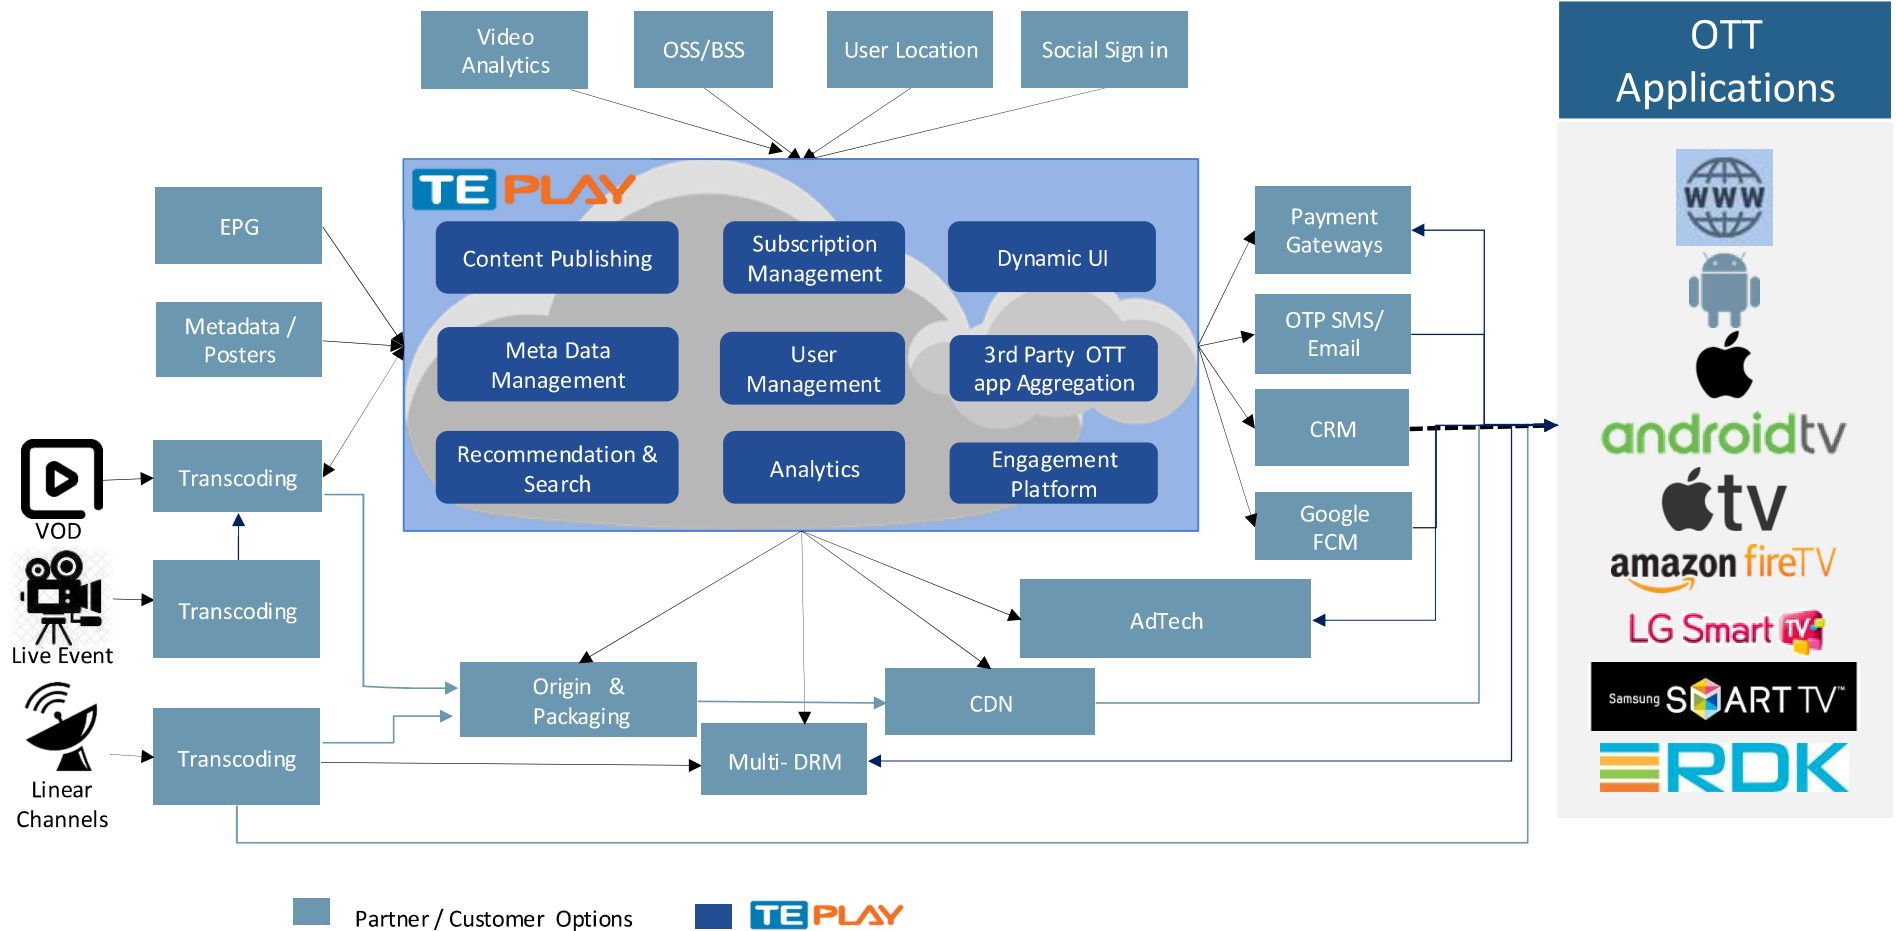 Video
Analytics
OSS/BSS
User Location
Social Sign in
OTT
Applications
TE PLAY
EPG
Metadata /
Posters
Content Publishing
Subscription
Management
Dynamic UI
Meta Data
Management
User
Management
3rd Party OTT
app Aggregation
Recommendation &
Search
Analytics
Engagement
Platform
Payment
Gateways
OTP SMS/
Email
CRM
Google
FCM
www
androidtv
tv
amazon fireTV
LG Smart TV
Samsung SMART TV™
RDK
VOD
Transcoding
Live Event
Transcoding
Linear
Channels
Transcoding
Origin &
Packaging
CDN
AdTech
Multi- DRM
Partner / Customer Options
TE PLAY